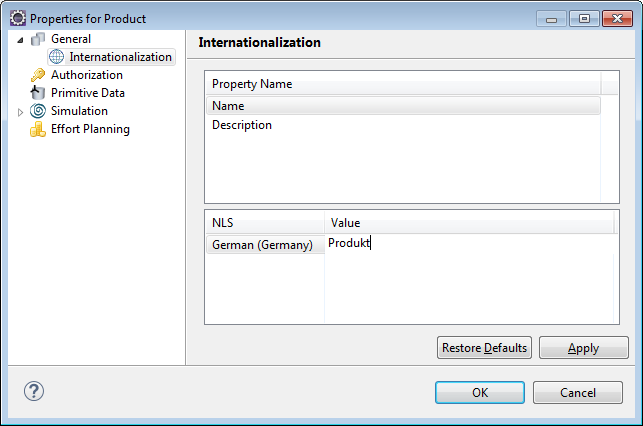 Properties for Product
General
Internationalization
Authorization
Primitive Data
Simulation
Effort Planning
Internationalization
Property Name
Name
Description
NLS Value
German (Germany) Produkt
Restore Defaults Apply
? OK Cancel